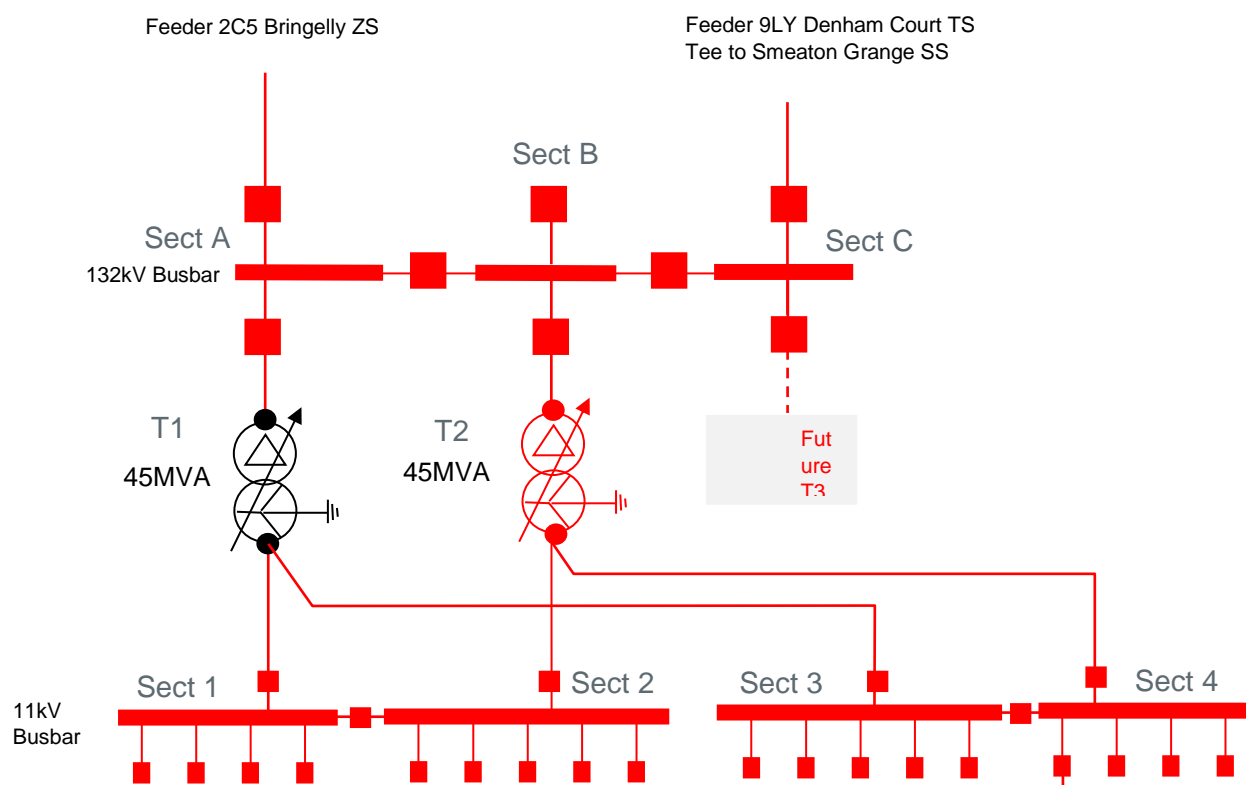 Feeder 2C5 Bringelly ZS
Feeder 9LY Denham Court TS
Tee to Smeaton Grange SS
Sect B
Sect A
Sect C
132kV Busbar
T1
45MVA
T2
45MVA
Fut
ure
T3
Sect 1
Sect 2
Sect 3
Sect 4
11kV
Busbar